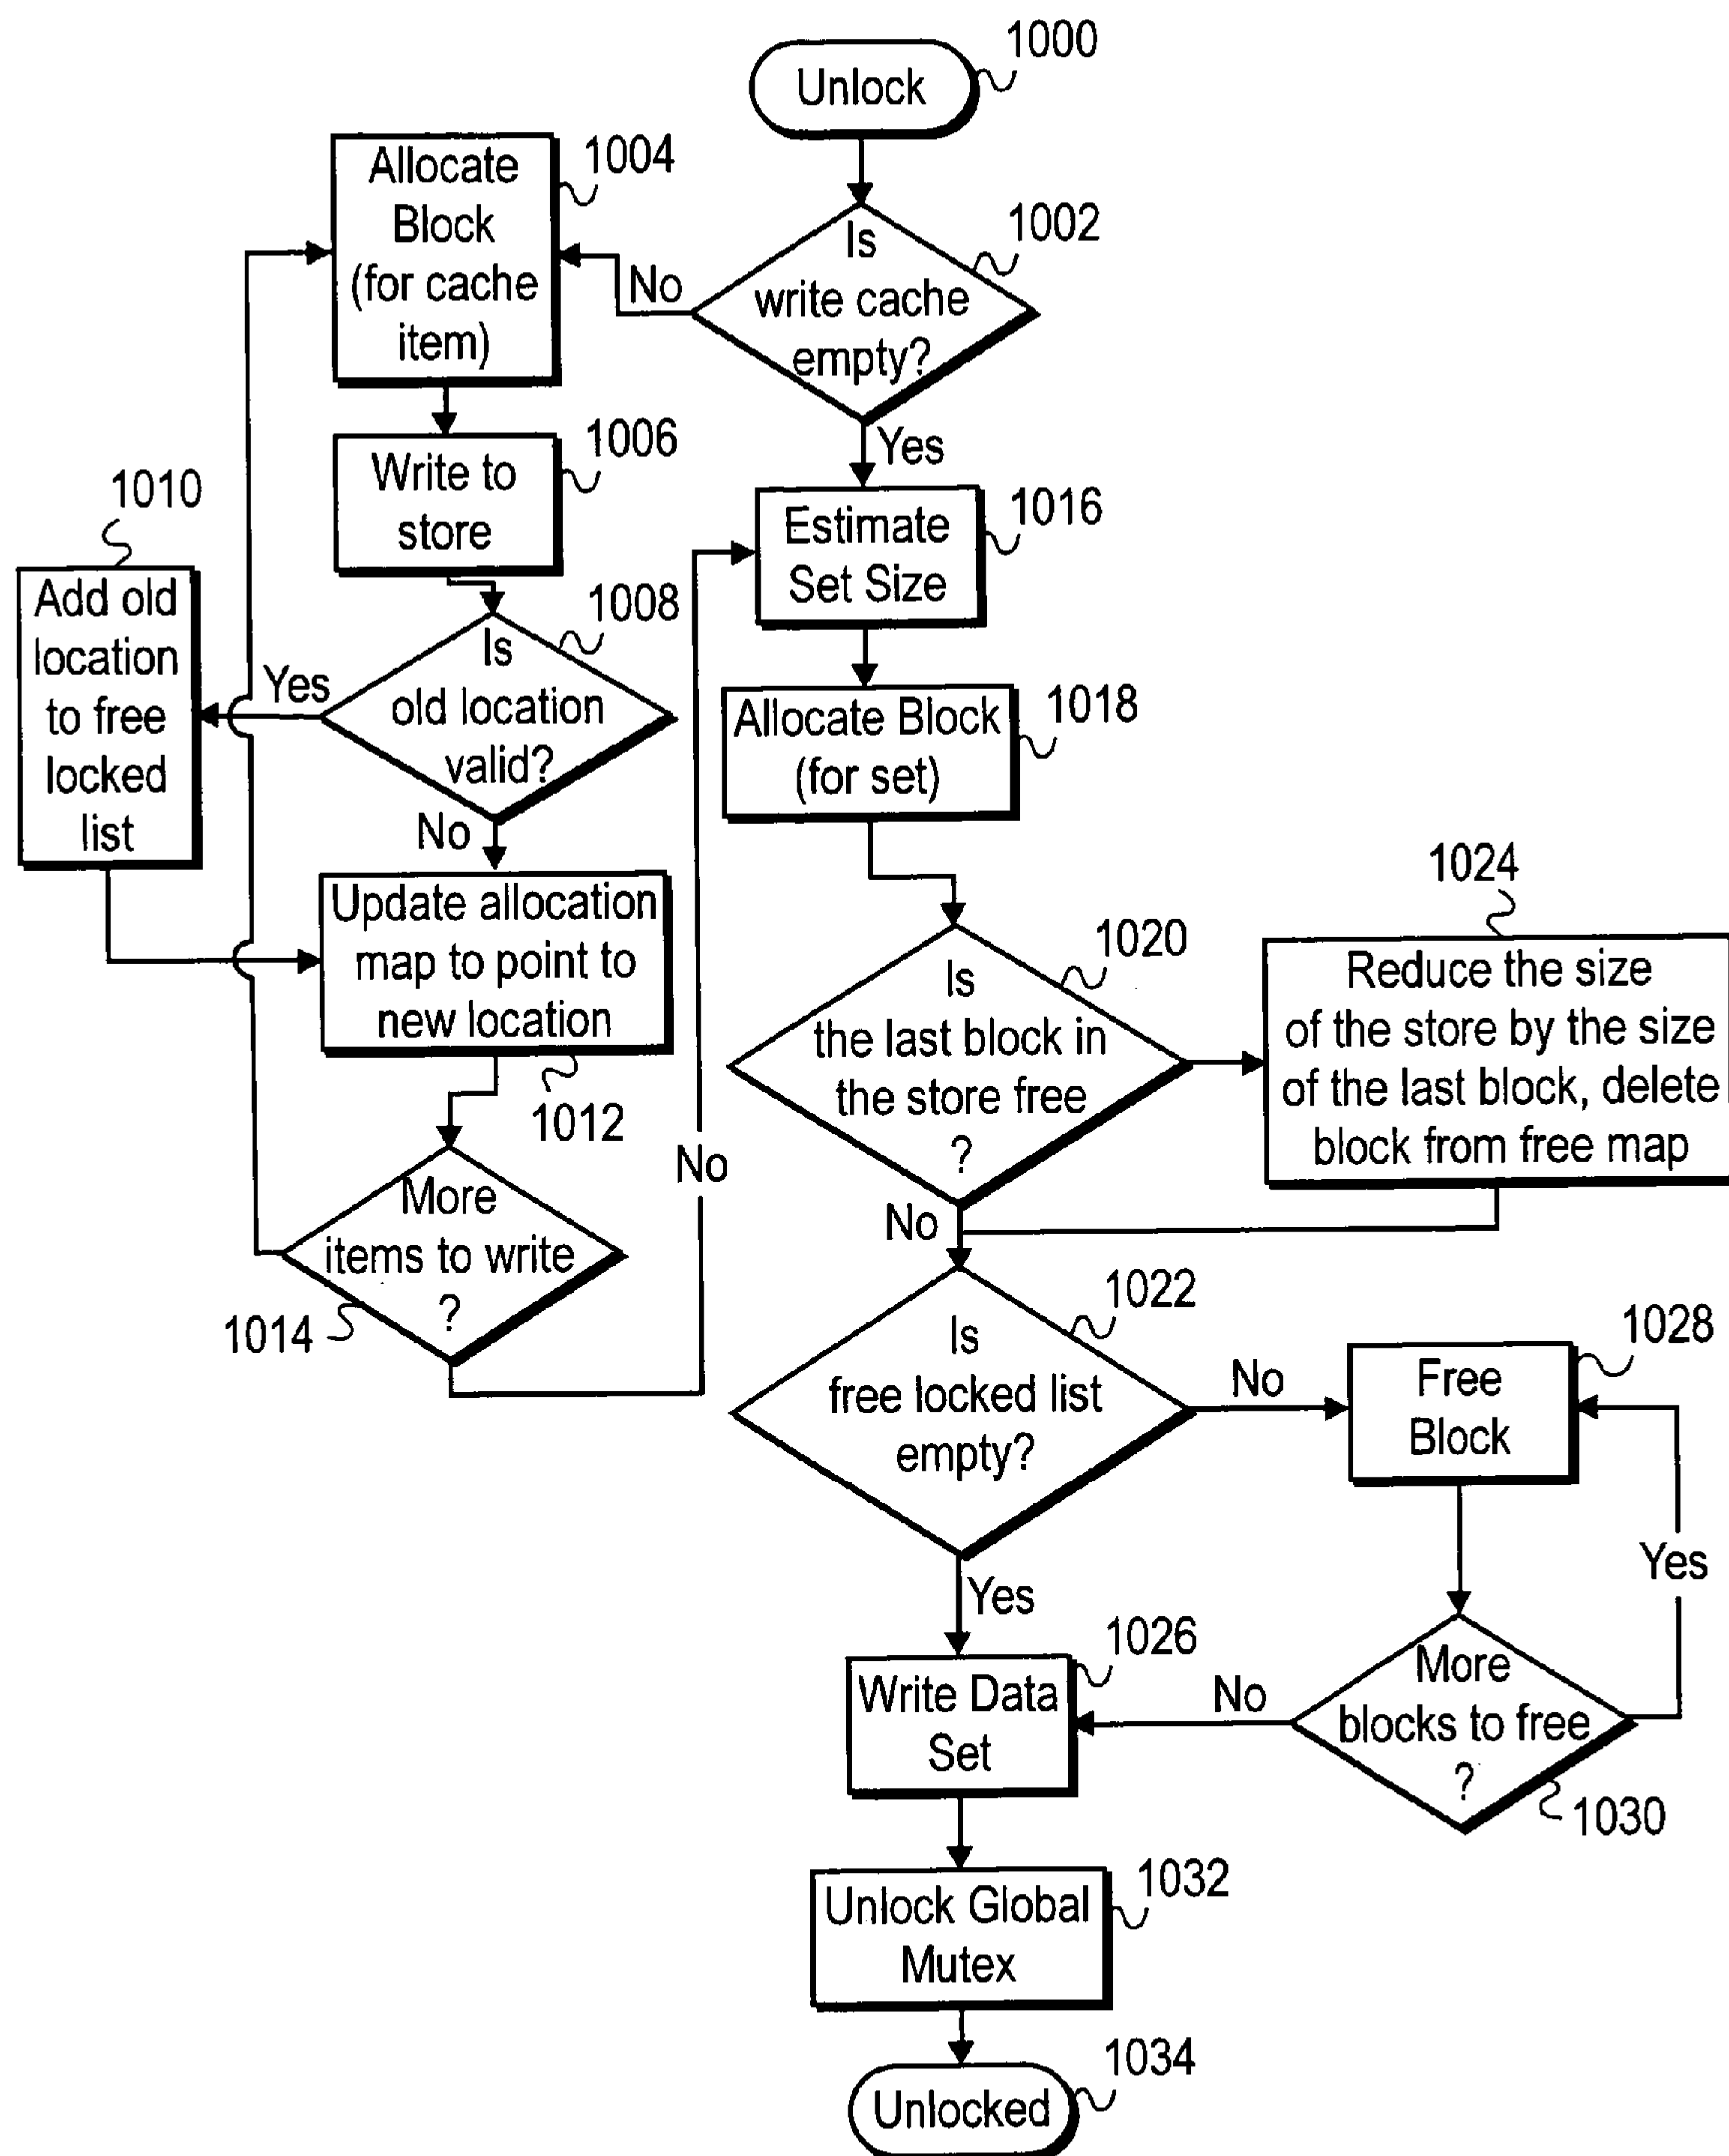 1000
Unlock
1004
Allocate
Block
(for cache
item)
1002
Is
write cache
empty?
No
Yes
1006
Write to
store
1010
Add old
location
to free
locked
list
1008
Is
old location
valid?
Yes
No
1016
Estimate
Set Size
1018
Allocate Block
(for set)
Update allocation
map to point to
new location
1012
1020
Is
the last block in
the store free
?
1024
Reduce the size
of the store by the size
of the last block, delete
block from free map
No
More
items to write
?
1014
No
1022
Is
free locked list
empty?
No
1028
Free
Block
Yes
Yes
1026
Write Data
Set
No
More
blocks to free
?
1030
1032
Unlock Global
Mutex
1034
Unlocked